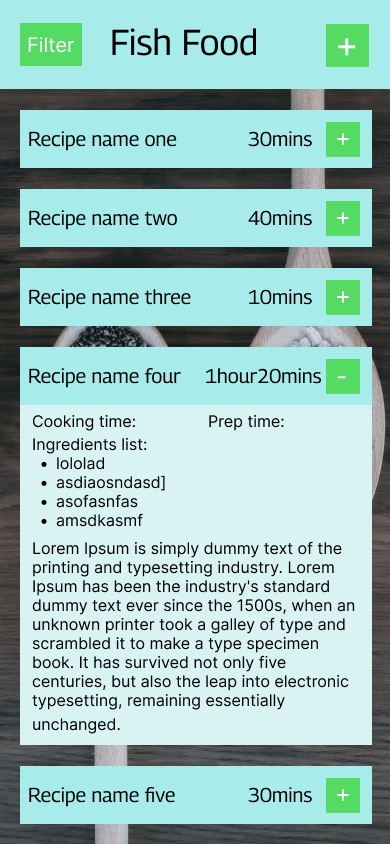 Filter
Fish Food
+
Recipe name one 30mins +
Recipe name two 40mins +
Recipe name three 10mins +
Recipe name four 1hour20mins -
Cooking time: Prep time:
Ingredients list:
• lololad
• asdiaosndasd]
• asofasnfas
• amsdkasmf
Lorem Ipsum is simply dummy text of the
printing and typesetting industry. Lorem
Ipsum has been the industry's standard
dummy text ever since the 1500s, when an
unknown printer took a galley of type and
scrambled it to make a type specimen
book. It has survived not only five
centuries, but also the leap into electronic
typesetting, remaining essentially
unchanged.
Recipe name five 30mins +